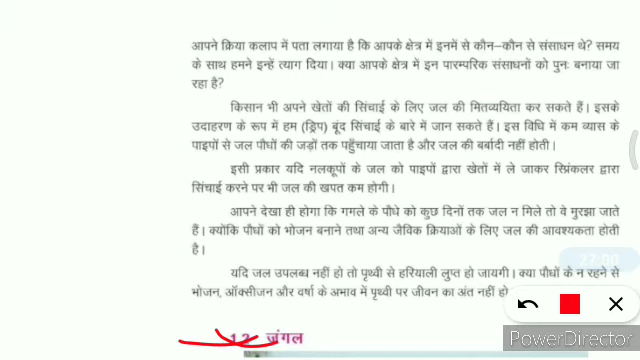 आपने क्रिया कलाप में पता लगाया है कि आपके क्षेत्र में इनमें से कौन–कौन से संसाधन थे? समय
के साथ हमने इन्हें त्याग दिया। क्या आपके क्षेत्र में इन पारम्परिक संसाधनों को पुनः बनाया जा
रहा है?
किसान भी अपने खेतों की सिंचाई के लिए जल की मितव्ययिता कर सकते हैं। इसके
उदाहरण के रूप में हम (ड्रिप) बूंद सिंचाई के बारे में जान सकते हैं। इस विधि में कम व्यास के
पाइपों से जल पौधों की जड़ों तक पहुँचाया जाता है और जल की बर्बादी नहीं होती।
इसी प्रकार यदि नलकूपों के जल को पाइपों द्वारा खेतों में ले जाकर स्प्रिंकलर द्वारा
सिंचाई करने पर भी जल की खपत कम होगी।
आपने देखा ही होगा कि गमले के पौधे को कुछ दिनों तक जल न मिले तो वे मुरझा जाते
हैं। क्योंकि पौधों को भोजन बनाने तथा अन्य जैविक क्रियाओं के लिए जल की आवश्यकता होती
है।
27:00
यदि जल उपलब्ध नहीं हो तो पृथ्वी से हरियाली लुप्त हो जायगी। क्या पौधों के न रहने से
भोजन, ऑक्सीजन और वर्षा के अभाव में पृथ्वी पर जीवन का अंत नहीं हो
जंगल
PowerDirector